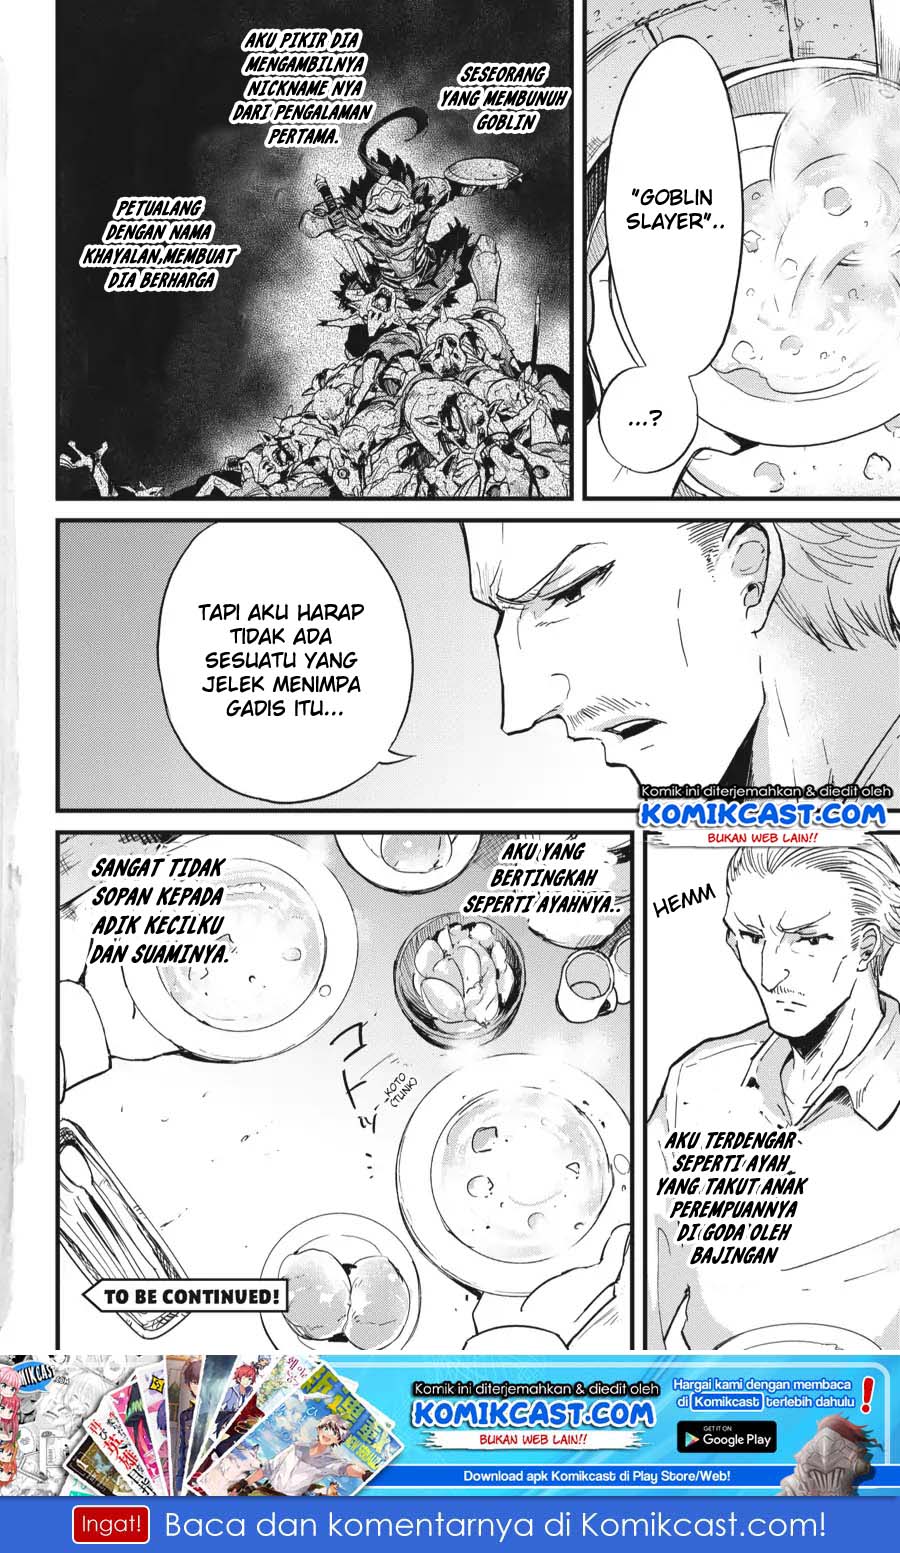 "GOBLIN
SLAYER"..
...?
SESEORANG
YANG MEMBUNUH
GOBLIN
AKU PIKIR DIA
MENGAMBILNYA
NICKNAME NYA
DARI PENGALAMAN
PERTAMA.
PETUALANG
DENGAN NAMA
KHAYALAN,MEMBUAT
DIA BERHARGA
TAPI AKU HARAP
TIDAK ADA
SESUATU YANG
JELEK MENIMPA
GADIS ITU...
Komik ini diterjemahkan & diedit oleh
KOMIKCAST.COM
BUKAN WEB LAIN!!
HEMM
AKU TERDENGAR
SEPERTI AYAH
YANG TAKUT ANAK
PEREMPUANNYA
DI GODA OLEH
BAJINGAN
AKU YANG
BERTINGKAH
SEPERTI AYAHNYA..
SANGAT TIDAK
SOPAN KEPADA
ADIK KECILKU
DAN SUAMINYA.
KOTO
(TUNK)
TO BE CONTINUED!
Komik ini diterjemahkan & diedit oleh
KOMIKCAST.COM
BUKAN WEB LAIN!!
Hargai kami dengan membaca
di Komikcast terlebih dahulu !
GET IT ON
Google Play
Download apk Komikcast di Play Store/Web!
Ingat! Baca dan komentarnya di Komikcast.com!